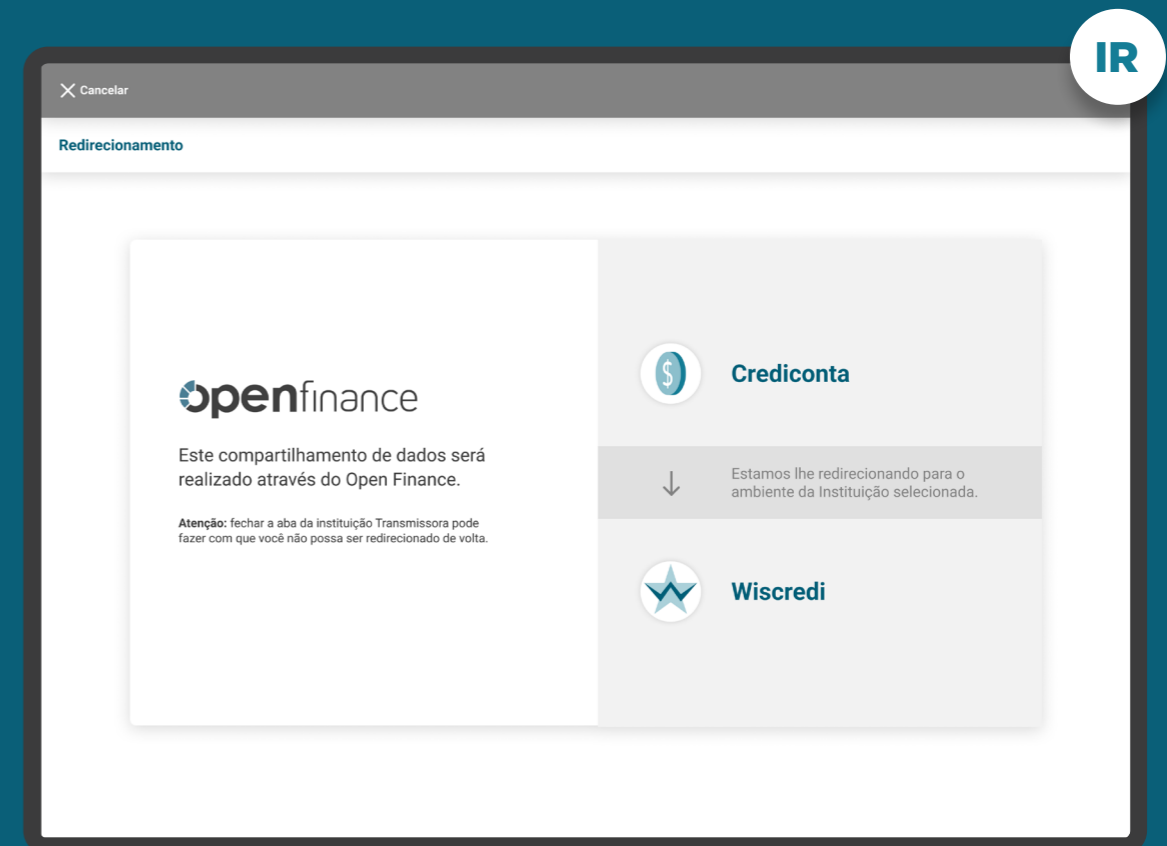 IR
Cancelar
Redirecionamento
openfinance
Este compartilhamento de dados será
realizado através do Open Finance.
Atenção: fechar a aba da instituição Transmissora pode
fazer com que você não possa ser redirecionado de volta.
$
Crediconta
Estamos lhe redirecionando para o
ambiente da Instituição selecionada.
Wiscredi